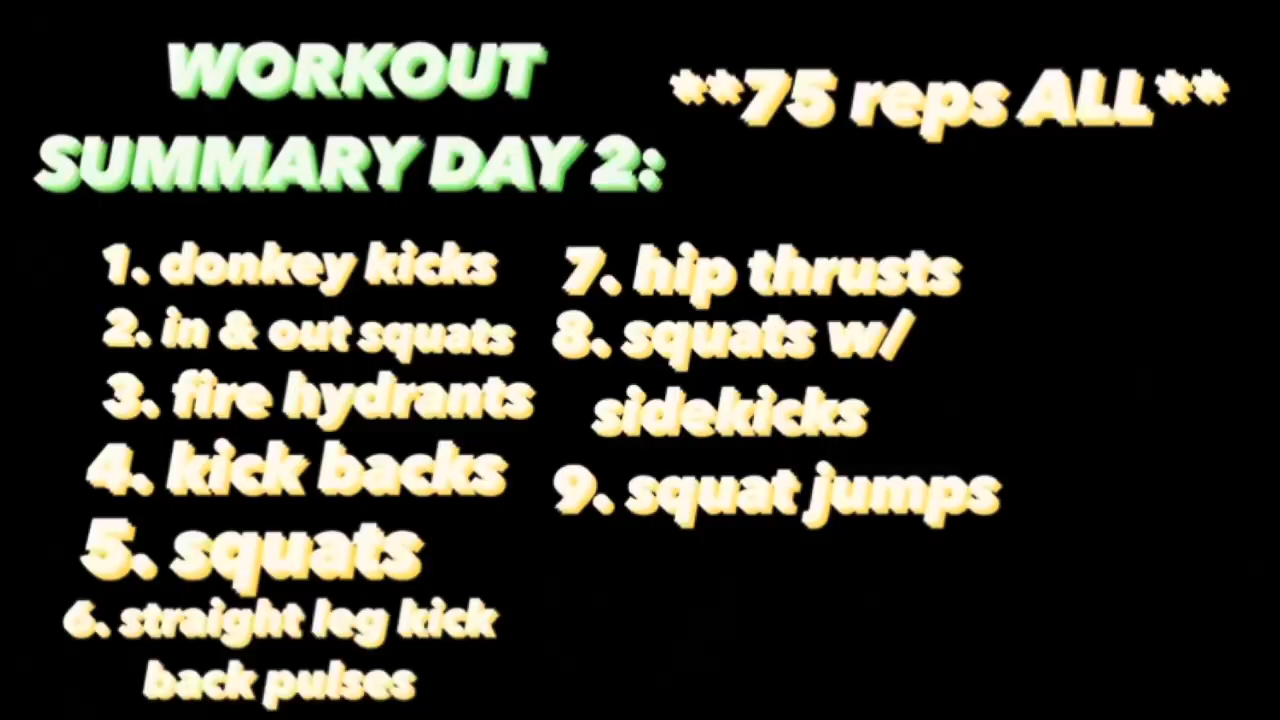 WORKOUT
SUMMARY DAY 2:
**75 reps ALL**
1. donkey kicks
2. in & out squats
3. fire hydrants
4. kick backs
5. squats
6. straight leg kick
back pulses
7. hip thrusts
8. squats w/
sidekicks
9. squat jumps